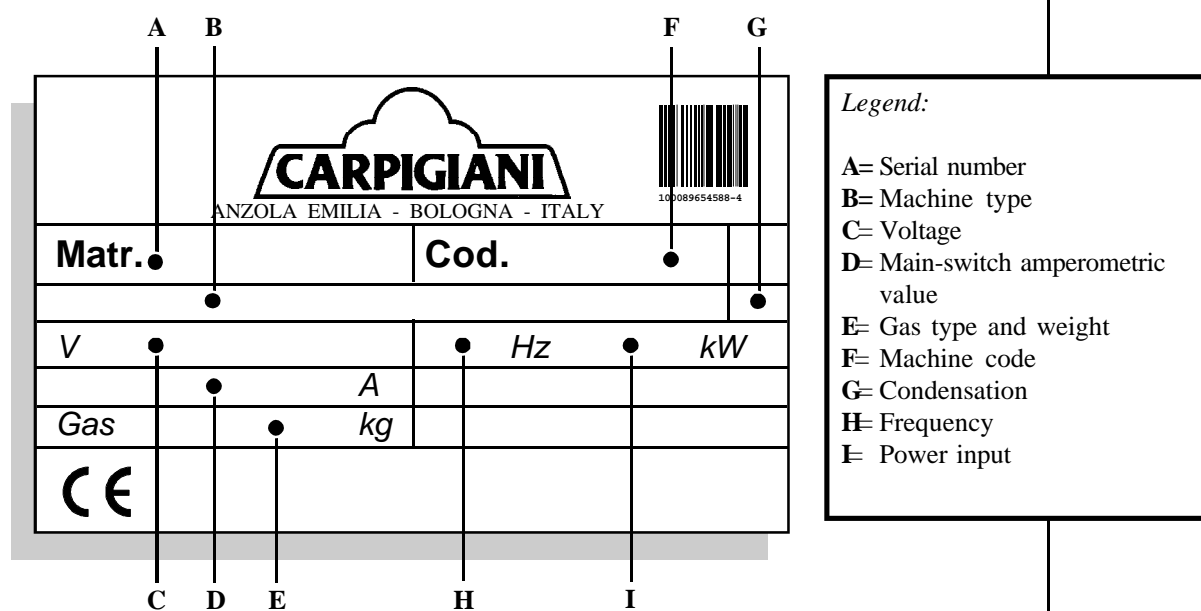 A B F G
CARPIGIANI
100089654588-4
ANZOLA EMILIA - BOLOGNA - ITALY
Matr. Cod.
V Hz kW
A
Gas kg
CE
C D E H I
Legend:
A= Serial number
B= Machine type
C= Voltage
D= Main-switch amperometric
value
E= Gas type and weight
F= Machine code
G= Condensation
H= Frequency
I= Power input